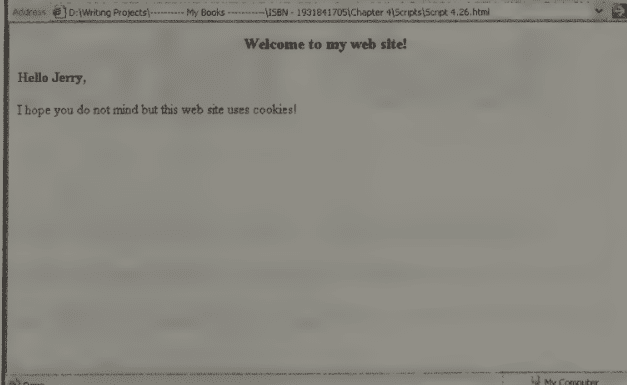 Address D:\Writing Projects\--------- My Books ----------\ISBN - 1931841705\Chapter 4\Scripts\Script 4.26.html
Welcome to my web site!
Hello Jerry,
I hope you do not mind but this web site uses cookies!
Done My Computer